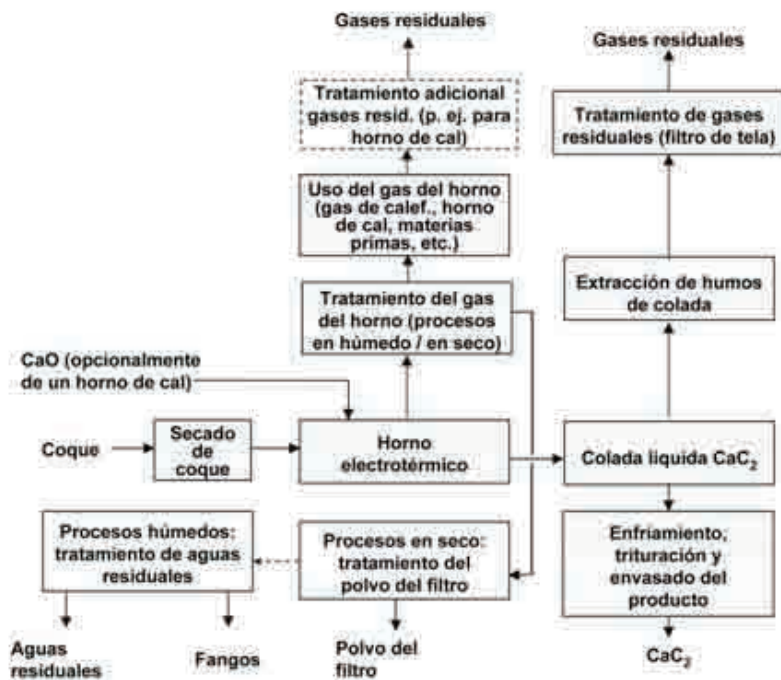 Gases residuales
Gases residuales
Tratamiento adicional
gases resid. (p. ej. para
horno de cal)
Tratamiento de gases
residuales (filtro de tela)
Uso del gas del horno
(gas de calef., horno
de cal, materias
primas, etc.)
Tratamiento del gas
del horno (procesos
en húmedo / en seco)
Extracción de humos
de colada
CaO (opcionalmente
de un horno de cal)
Coque
Secado
de
coque
Horno
electrotérmico
Colada liquida CaC₂
Procesos húmedos:
tratamiento de aguas
residuales
Procesos en seco:
tratamiento del
polvo del filtro
Enfriamiento,
trituración y
envasado del
producto
Aguas
residuales
Fangos
Polvo del
filtro
CaC₂